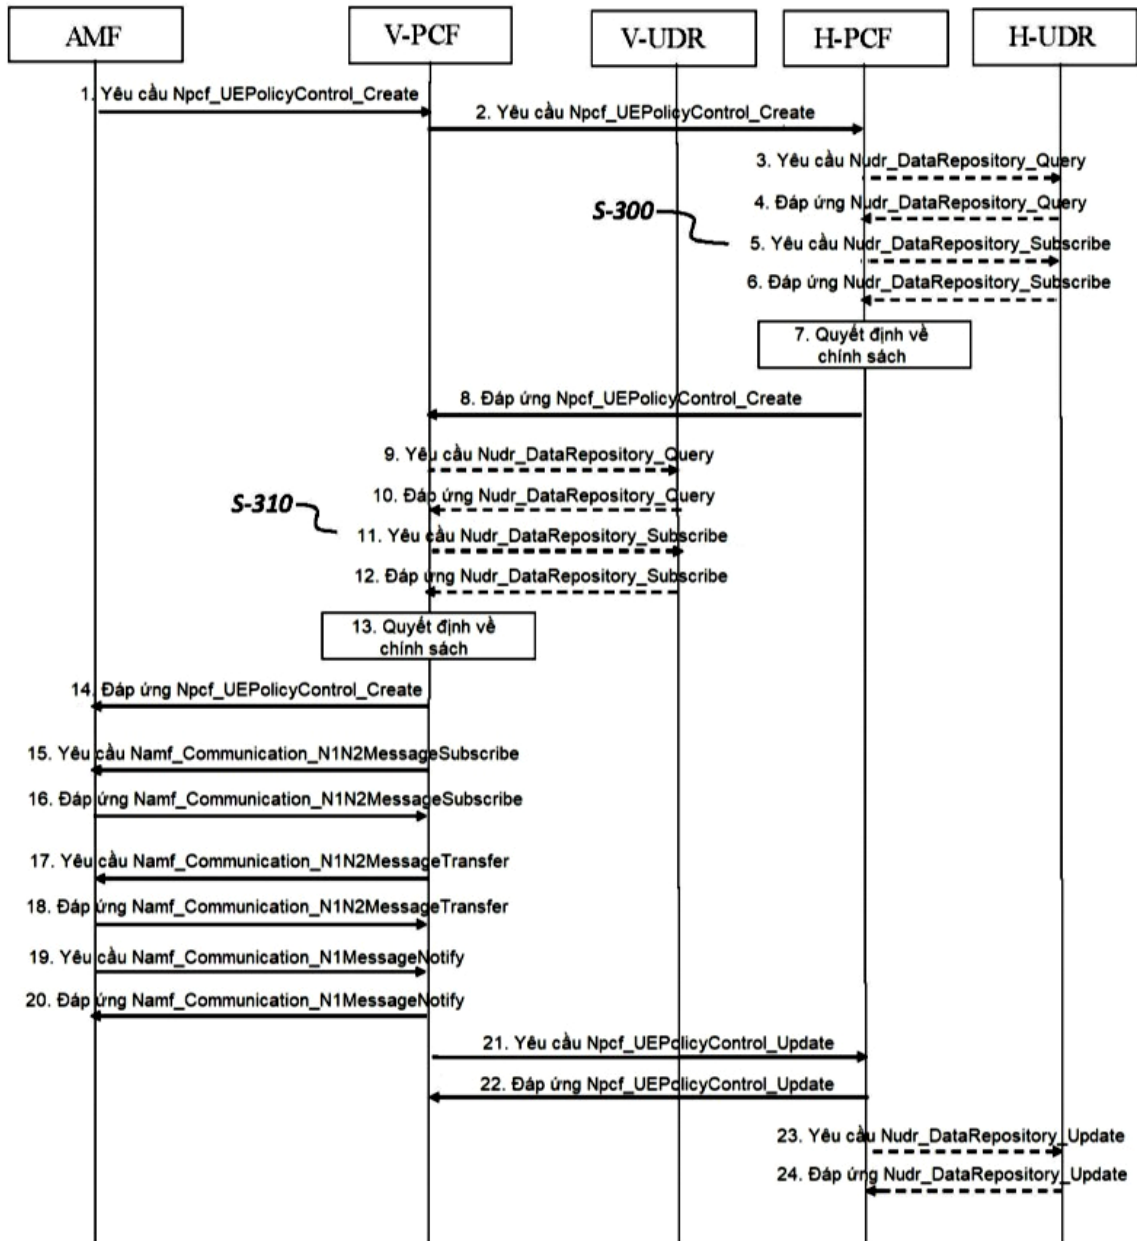 AMF
V-PCF
V-UDR
H-PCF
H-UDR
1. Yêu cầu Npcf_UEPolicyControl_Create
2. Yêu cầu Npcf_UEPolicyControl_Create
3. Yêu cầu Nudr_DataRepository_Query
4. Đáp ứng Nudr_DataRepository_Query
S-300
5. Yêu cầu Nudr_DataRepository_Subscribe
6. Đáp ứng Nudr_DataRepository_Subscribe
7. Quyết định về
chính sách
8. Đáp ứng Npcf_UEPolicyControl_Create
9. Yêu cầu Nudr_DataRepository_Query
10. Đáp ứng Nudr_DataRepository_Query
S-310
11. Yêu cầu Nudr_DataRepository_Subscribe
12. Đáp ứng Nudr_DataRepository_Subscribe
13. Quyết định về
chính sách
14. Đáp ứng Npcf_UEPolicyControl_Create
15. Yêu cầu Namf_Communication_N1N2MessageSubscribe
16. Đáp ứng Namf_Communication_N1N2MessageSubscribe
17. Yêu cầu Namf_Communication_N1N2MessageTransfer
18. Đáp ứng Namf_Communication_N1N2MessageTransfer
19. Yêu cầu Namf_Communication_N1MessageNotify
20. Đáp ứng Namf_Communication_N1MessageNotify
21. Yêu cầu Npcf_UEPolicyControl_Update
22. Đáp ứng Npcf_UEPolicyControl_Update
23. Yêu cầu Nudr_DataRepository_Update
24. Đáp ứng Nudr_DataRepository_Update